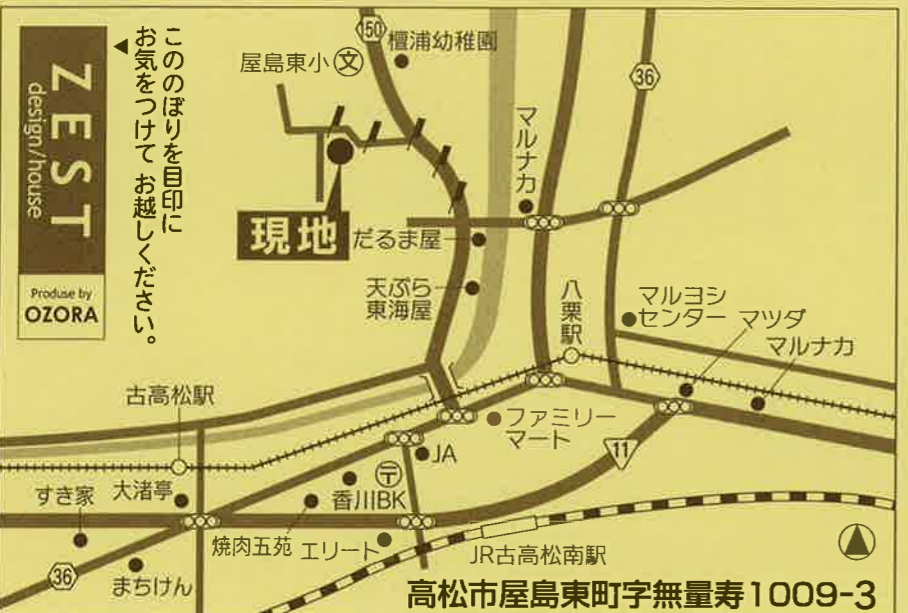 このぼりを目印に
お気をつけて お越しください。
ZEST
design/house
Produse by
OZORA
150
檀浦幼稚園
屋島東小
文
36
マルナカ
現地
だるま屋
天ぷら
東海屋
八栗駅
マルヨシ
センター
マツダ
マルナカ
古高松駅
ファミリー
マート
11
JA
〒
香川BK
すき家
大渚亭
焼肉五苑
エリート
JR古高松南駅
36
まちけん
高松市屋島東町字無量寿1009-3